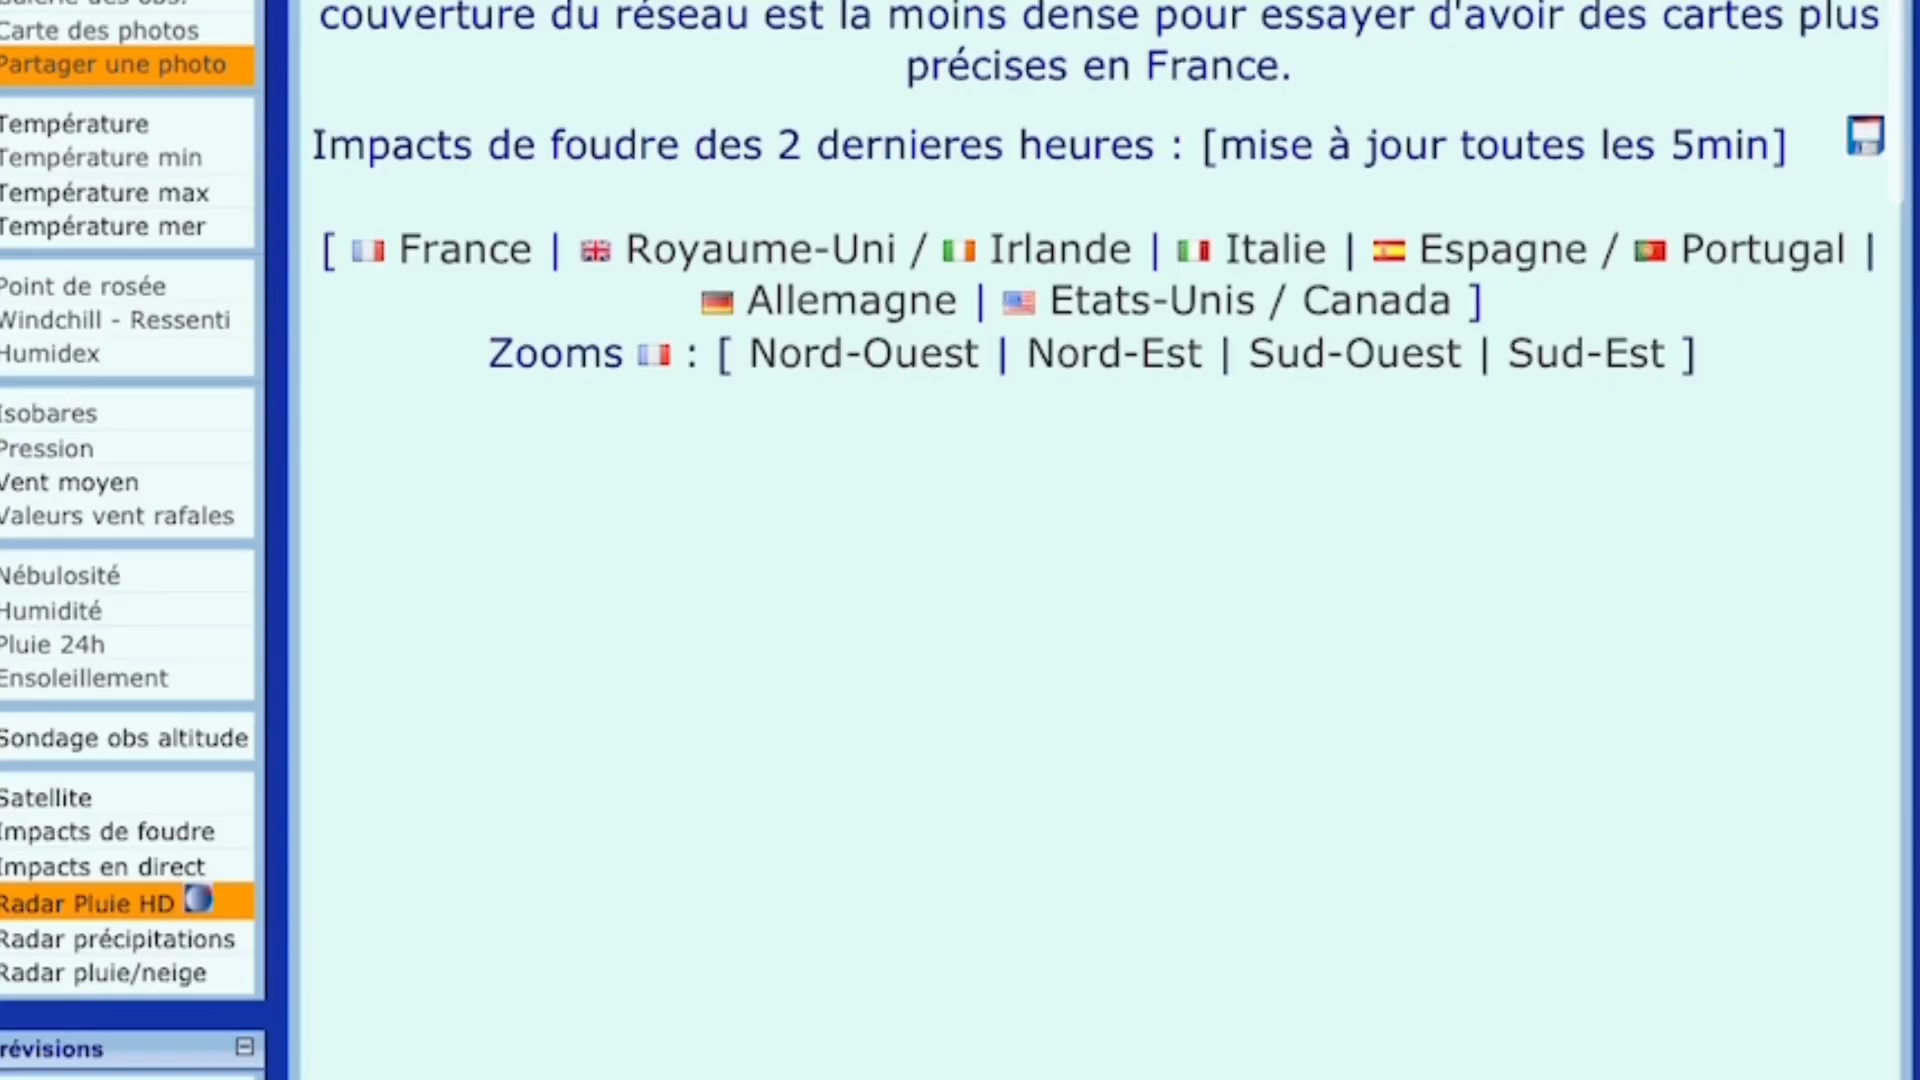 Carte des photos
Partager une photo
Température
Température min
Température max
Température mer
Point de rosée
Windchill - Ressenti
Humidex
Isobares
Pression
Vent moyen
Valeurs vent rafales
Nébulosité
Humidité
Pluie 24h
Ensoleillement
Sondage obs altitude
Satellite
Impacts de foudre
Impacts en direct
Radar Pluie HD
Radar précipitations
Radar pluie/neige
révisions
couverture du réseau est la moins dense pour essayer d'avoir des cartes plus
précises en France.
Impacts de foudre des 2 dernieres heures : [mise à jour toutes les 5min]
[ France | Royaume-Uni / Irlande | Italie | Espagne / Portugal |
Allemagne | Etats-Unis / Canada ]
Zooms : [ Nord-Ouest | Nord-Est | Sud-Ouest | Sud-Est ]